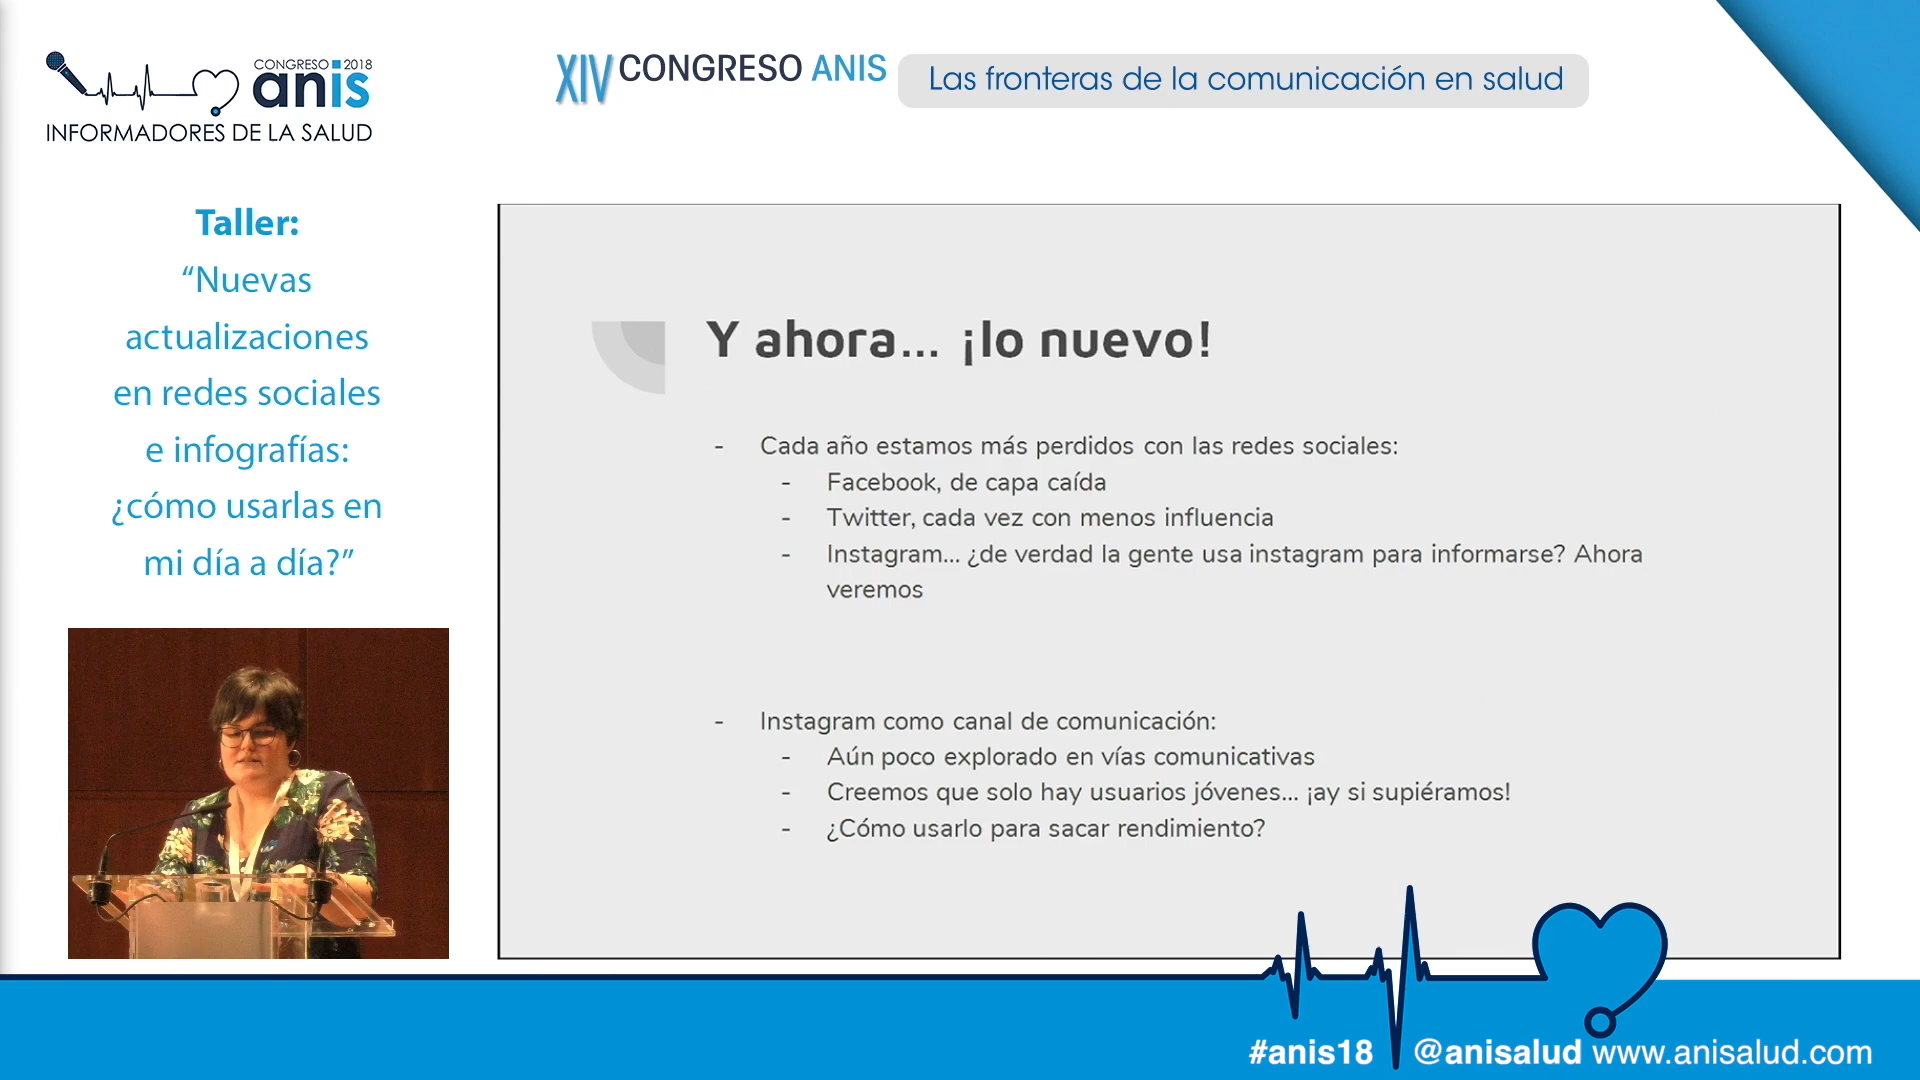 CONGRESO 2018
anis
INFORMADORES DE LA SALUD
XIV CONGRESO ANIS
Las fronteras de la comunicación en salud
Taller:
“Nuevas
actualizaciones
en redes sociales
e infografías:
¿cómo usarlas en
mi día a día?”
Y ahora... ¡lo nuevo!
- Cada año estamos más perdidos con las redes sociales:
- Facebook, de capa caída
- Twitter, cada vez con menos influencia
- Instagram... ¿de verdad la gente usa instagram para informarse? Ahora
veremos
- Instagram como canal de comunicación:
- Aún poco explorado en vías comunicativas
- Creemos que solo hay usuarios jóvenes... ¡ay si supiéramos!
- ¿Cómo usarlo para sacar rendimiento?
#anis18 @anisalud www.anisalud.com